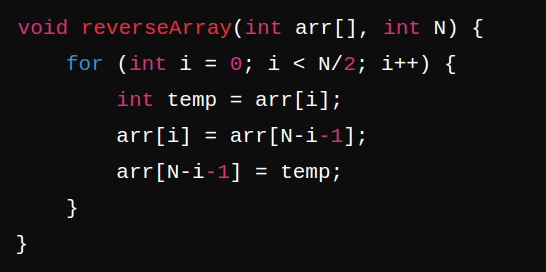 void reverseArray(int arr[], int N) {
    for (int i = 0; i < N/2; i++) {
        int temp = arr[i];
        arr[i] = arr[N-i-1];
        arr[N-i-1] = temp;
    }
}